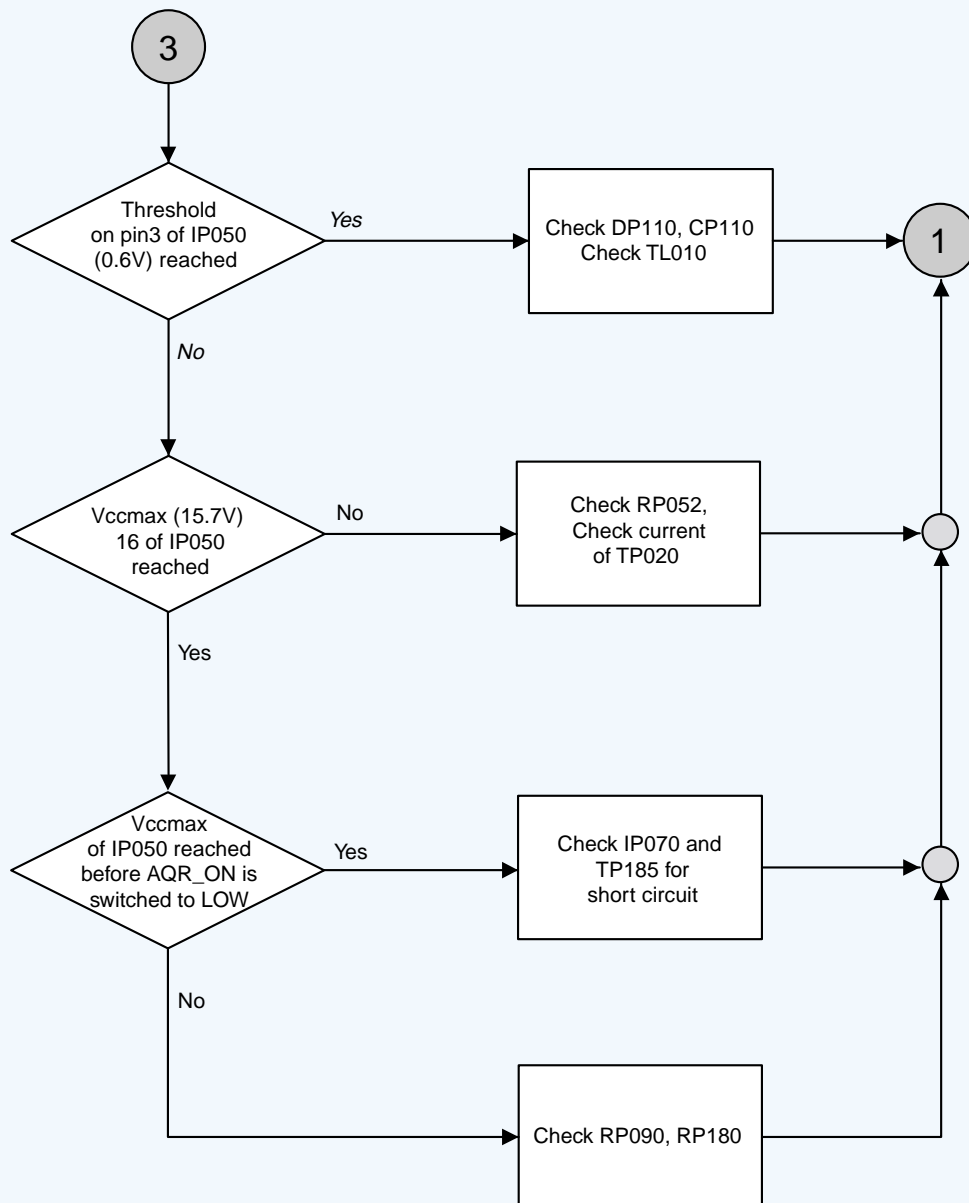 3
Threshold
on pin3 of IP050
(0.6V) reached
Yes
Check DP110, CP110
Check TL010
1
No
Vccmax (15.7V)
16 of IP050
reached
No
Check RP052,
Check current
of TP020
Yes
Vccmax
of IP050 reached
before AQR_ON is
switched to LOW
Yes
Check IP070 and
TP185 for
short circuit
No
Check RP090, RP180